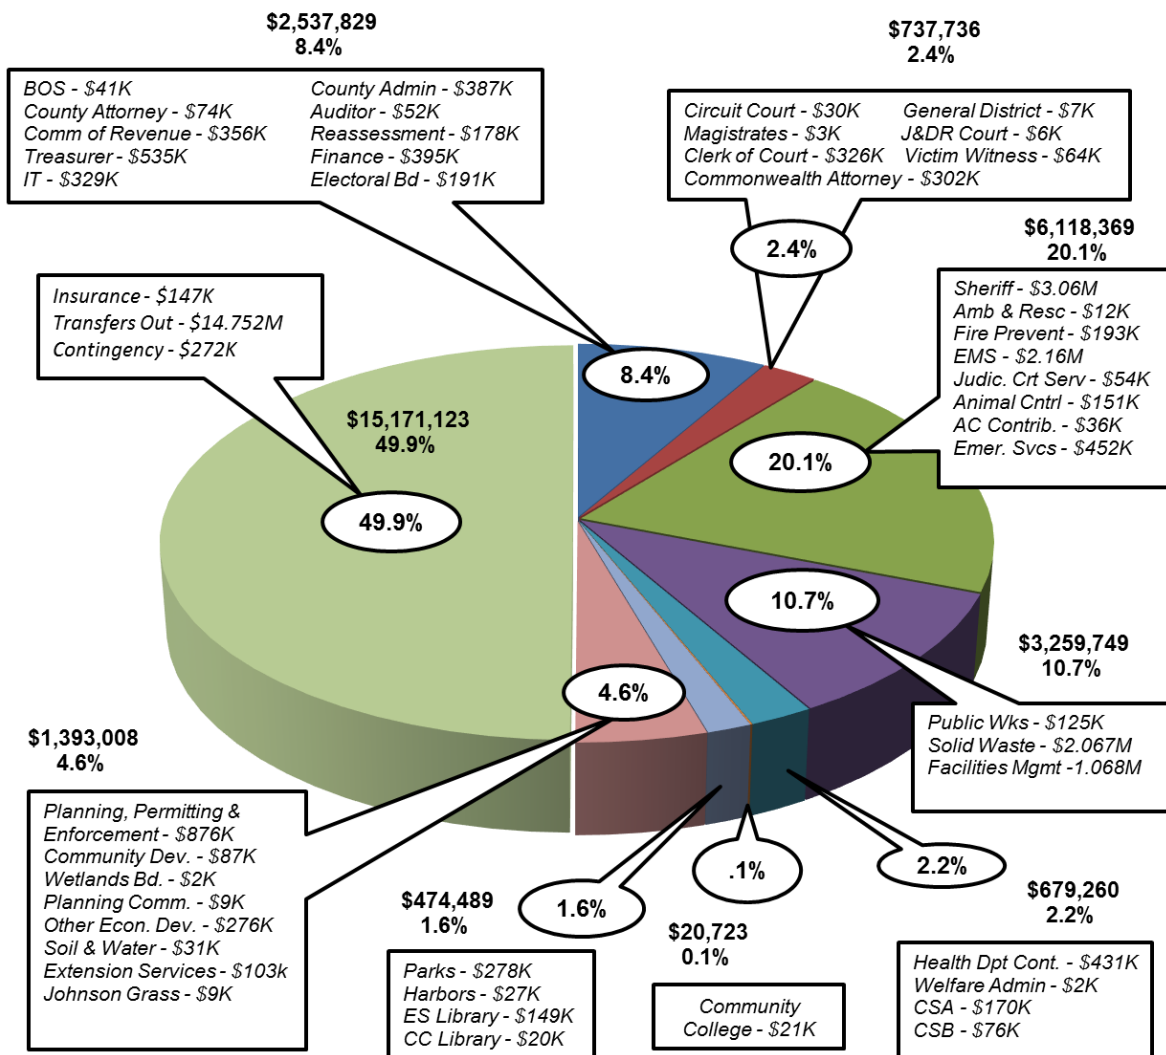 $2,537,829
8.4%
BOS - $41K County Admin - $387K
County Attorney - $74K Auditor - $52K
Comm of Revenue - $356K Reassessment - $178K
Treasurer - $535K Finance - $395K
IT - $329K Electoral Bd - $191K
$737,736
2.4%
Circuit Court - $30K General District - $7K
Magistrates - $3K J&DR Court - $6K
Clerk of Court - $326K Victim Witness - $64K
Commonwealth Attorney - $302K
2.4%
$6,118,369
20.1%
Sheriff - $3.06M
Amb & Resc - $12K
Fire Prevent - $193K
EMS - $2.16M
Judic. Crt Serv - $54K
Animal Cntrl - $151K
AC Contrib. - $36K
Emer. Svcs - $452K
Insurance - $147K
Transfers Out - $14.752M
Contingency - $272K
8.4%
$15,171,123
49.9%
20.1%
49.9%
10.7%
$3,259,749
10.7%
Public Wks - $125K
Solid Waste - $2.067M
Facilities Mgmt -1.068M
4.6%
$1,393,008
4.6%
Planning, Permitting &
Enforcement - $876K
Community Dev. - $87K
Wetlands Bd. - $2K
Planning Comm. - $9K
Other Econ. Dev. - $276K
Soil & Water - $31K
Extension Services - $103k
Johnson Grass - $9K
1.6%
.1%
2.2%
$474,489
1.6%
Parks - $278K
Harbors - $27K
ES Library - $149K
CC Library - $20K
$20,723
0.1%
Community
College - $21K
$679,260
2.2%
Health Dpt Cont. - $431K
Welfare Admin - $2K
CSA - $170K
CSB - $76K